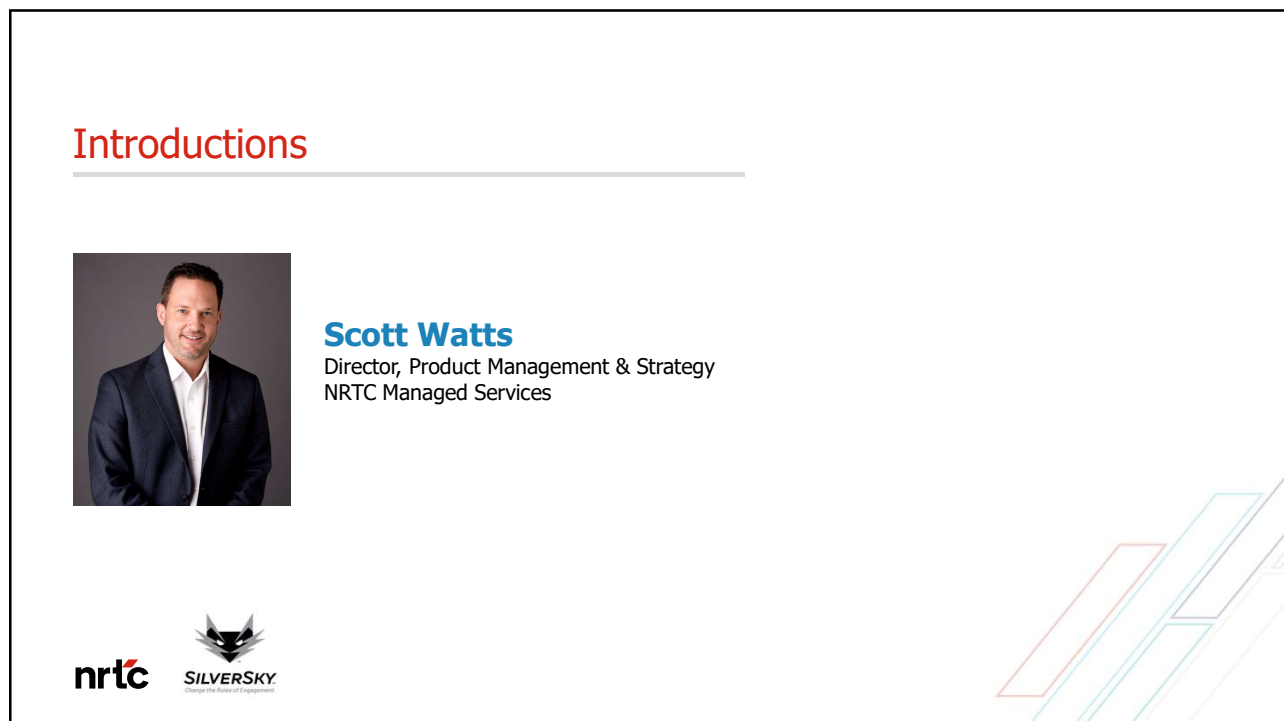 Introductions
Scott Watts
Director, Product Management & Strategy
NRTC Managed Services
nrtc
SILVERSKY
Change the Rules of Engagement